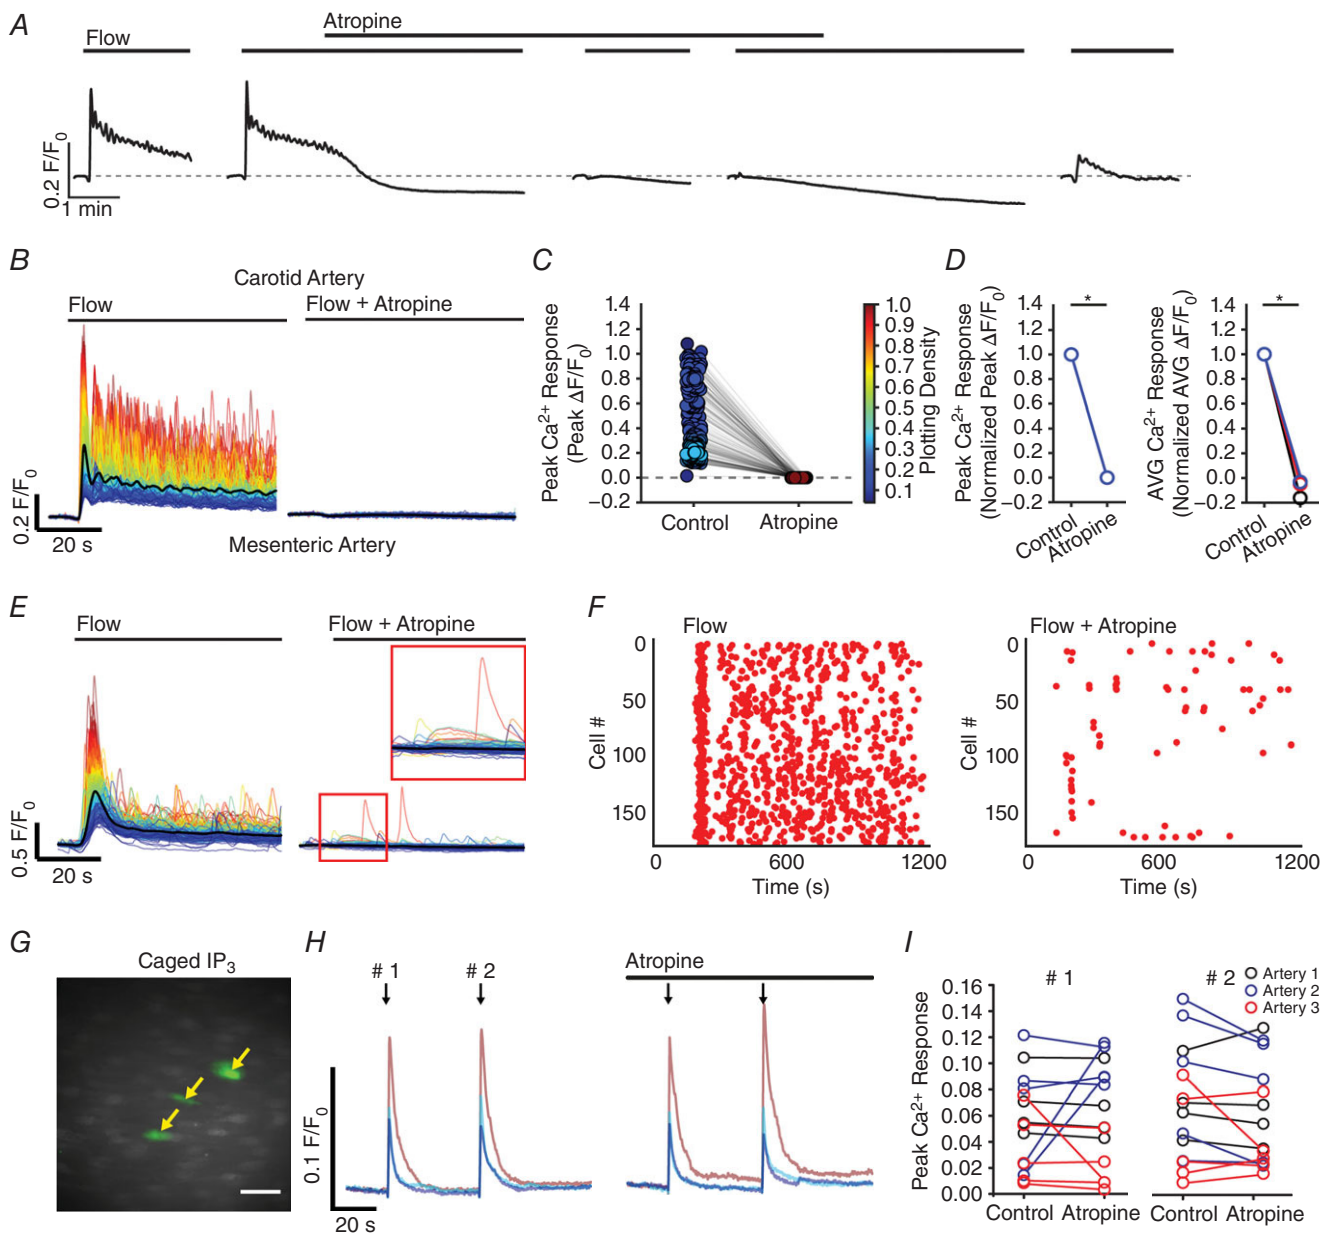 A
Atropine
Flow
0.2 F/F0
1 min
B
Carotid Artery
Flow
Flow + Atropine
0.2 F/F0
20 s
Mesenteric Artery
C
Peak Ca2+ Response
(Peak ΔF/F0)
1.4
1.2
1.0
0.8
0.6
0.4
0.2
0.0
−0.2
Control
Atropine
1.0
0.9
0.8
0.7
0.6
0.5
0.4
0.3
0.2
0.1
Plotting Density
D
Peak Ca2+ Response
(Normalized Peak ΔF/F0)
1.4
1.2
1.0
0.8
0.6
0.4
0.2
0.0
−0.2
*
Control
Atropine
AVG Ca2+ Response
(Normalized AVG ΔF/F0)
1.4
1.2
1.0
0.8
0.6
0.4
0.2
0.0
−0.2
*
Control
Atropine
E
Flow
Flow + Atropine
0.5 F/F0
20 s
F
Flow
Cell #
0
50
100
150
0
600
1200
Time (s)
Flow + Atropine
Cell #
0
50
100
150
0
600
1200
Time (s)
G
Caged IP3
H
# 1
# 2
Atropine
0.1 F/F0
20 s
I
Peak Ca2+ Response
0.16
0.14
0.12
0.10
0.08
0.06
0.04
0.02
0.00
# 1
Control
Atropine
# 2
Control
Atropine
Artery 1
Artery 2
Artery 3